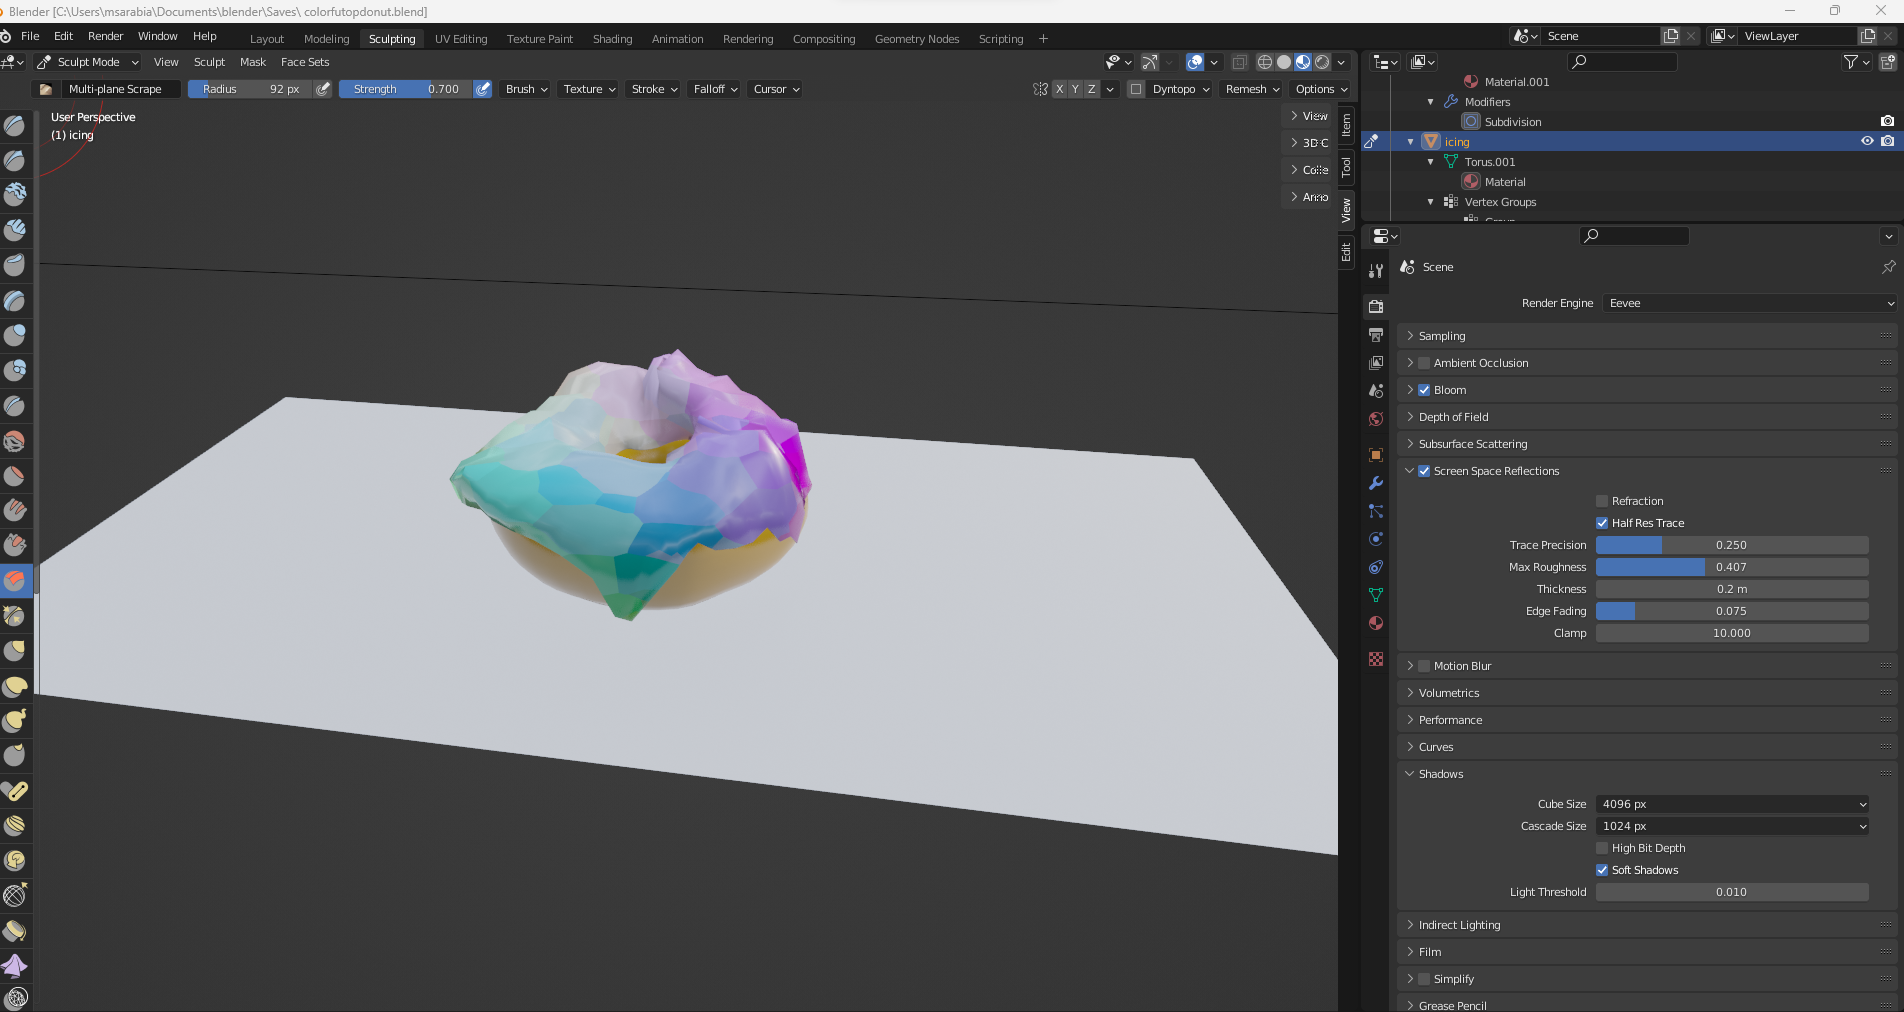 Blender [C:\Users\msarabia\Documents\blender\Saves\ colorfutopdonut.blend]
File Edit Render Window Help Layout Modeling Sculpting UV Editing Texture Paint Shading Animation Rendering Compositing Geometry Nodes Scripting + Scene ViewLayer
Sculpt Mode View Sculpt Mask Face Sets
Multi-plane Scrape Radius 92 px Strength 0.700 Brush Texture Stroke Falloff Cursor X Y Z Dyntopo Remesh Options
User Perspective
(1) icing
View
3D C
Colle
Anno
Item
Tool
View
Edit
Material.001
Modifiers
Subdivision
icing
Torus.001
Material
Vertex Groups
Scene
Render Engine Eevee
Sampling
Ambient Occlusion
Bloom
Depth of Field
Subsurface Scattering
Screen Space Reflections
Refraction
Half Res Trace
Trace Precision 0.250
Max Roughness 0.407
Thickness 0.2 m
Edge Fading 0.075
Clamp 10.000
Motion Blur
Volumetrics
Performance
Curves
Shadows
Cube Size 4096 px
Cascade Size 1024 px
High Bit Depth
Soft Shadows
Light Threshold 0.010
Indirect Lighting
Film
Simplify
Grease Pencil